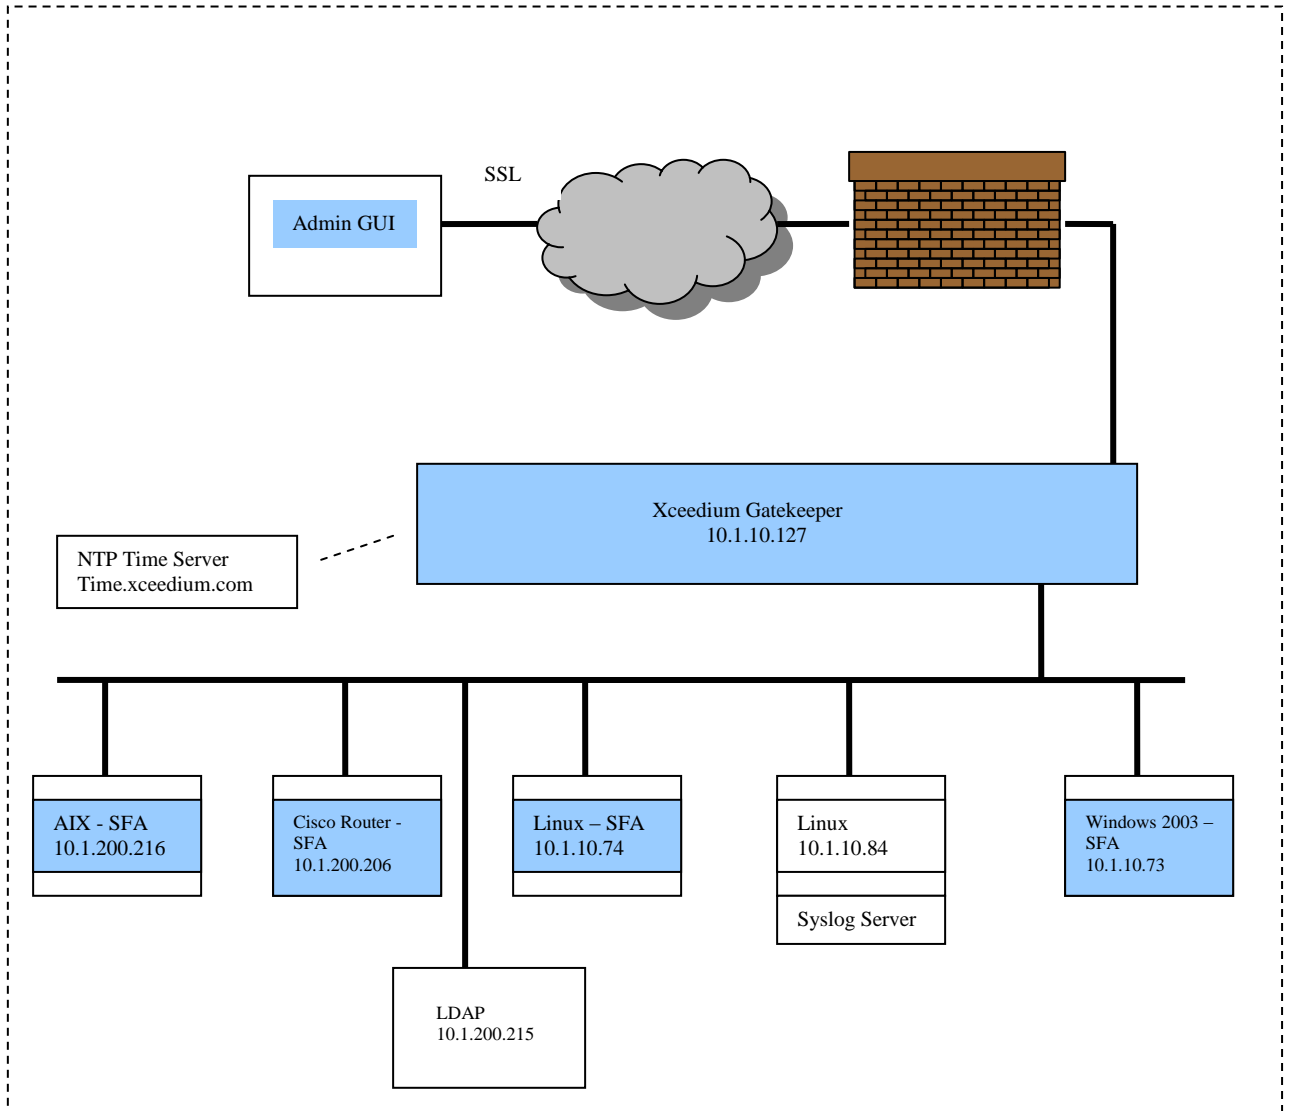 SSL
Admin GUI
Xceedium Gatekeeper
10.1.10.127
NTP Time Server
Time.xceedium.com
AIX - SFA
10.1.200.216
Cisco Router -
SFA
10.1.200.206
Linux – SFA
10.1.10.74
Linux
10.1.10.84
Syslog Server
Windows 2003 –
SFA
10.1.10.73
LDAP
10.1.200.215